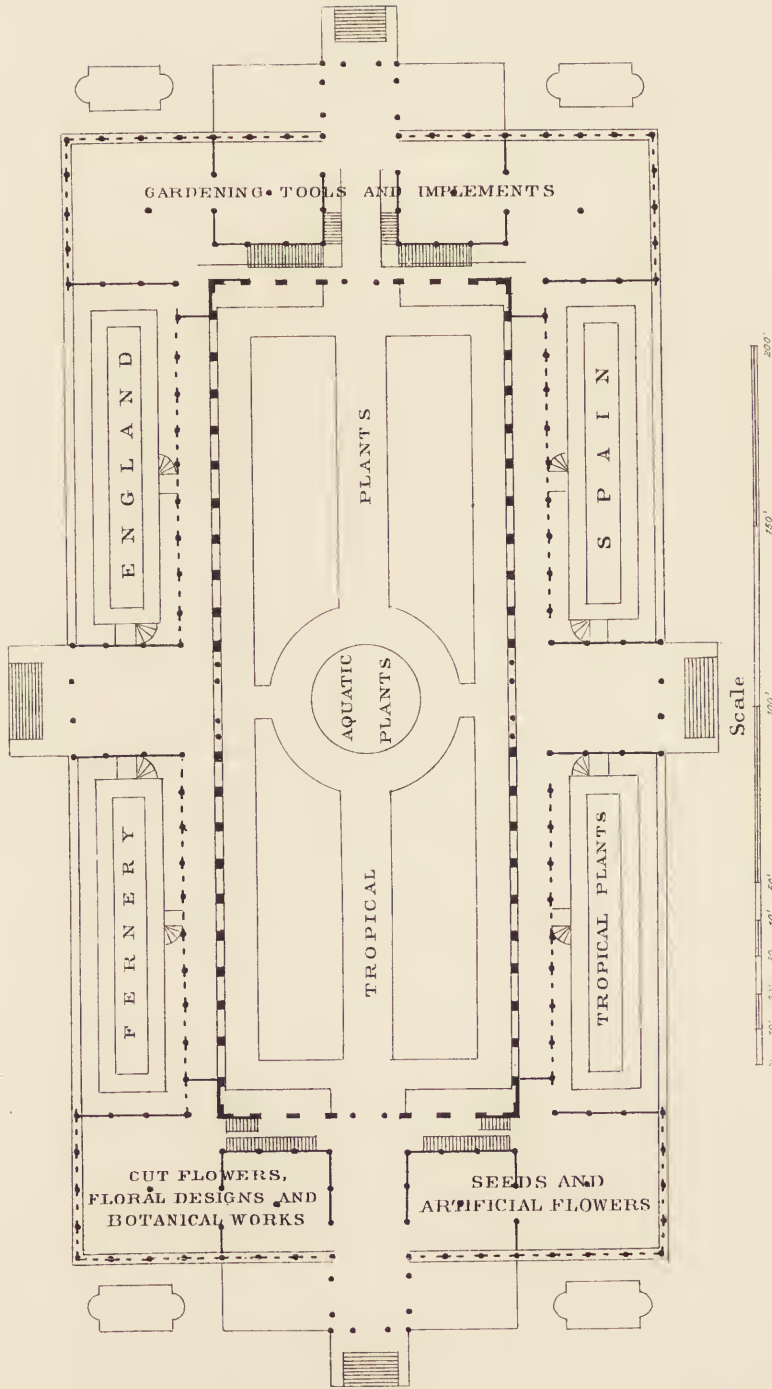 GARDENING TOOLS AND IMPLEMENTS
ENGLAND
PLANTS
SPAIN
AQUATIC
PLANTS
FERNERY
TROPICAL
TROPICAL PLANTS
CUT FLOWERS,
FLORAL DESIGNS AND
BOTANICAL WORKS
SEEDS AND
ARTIFICIAL FLOWERS
Scale
50'
100'
150'
200'